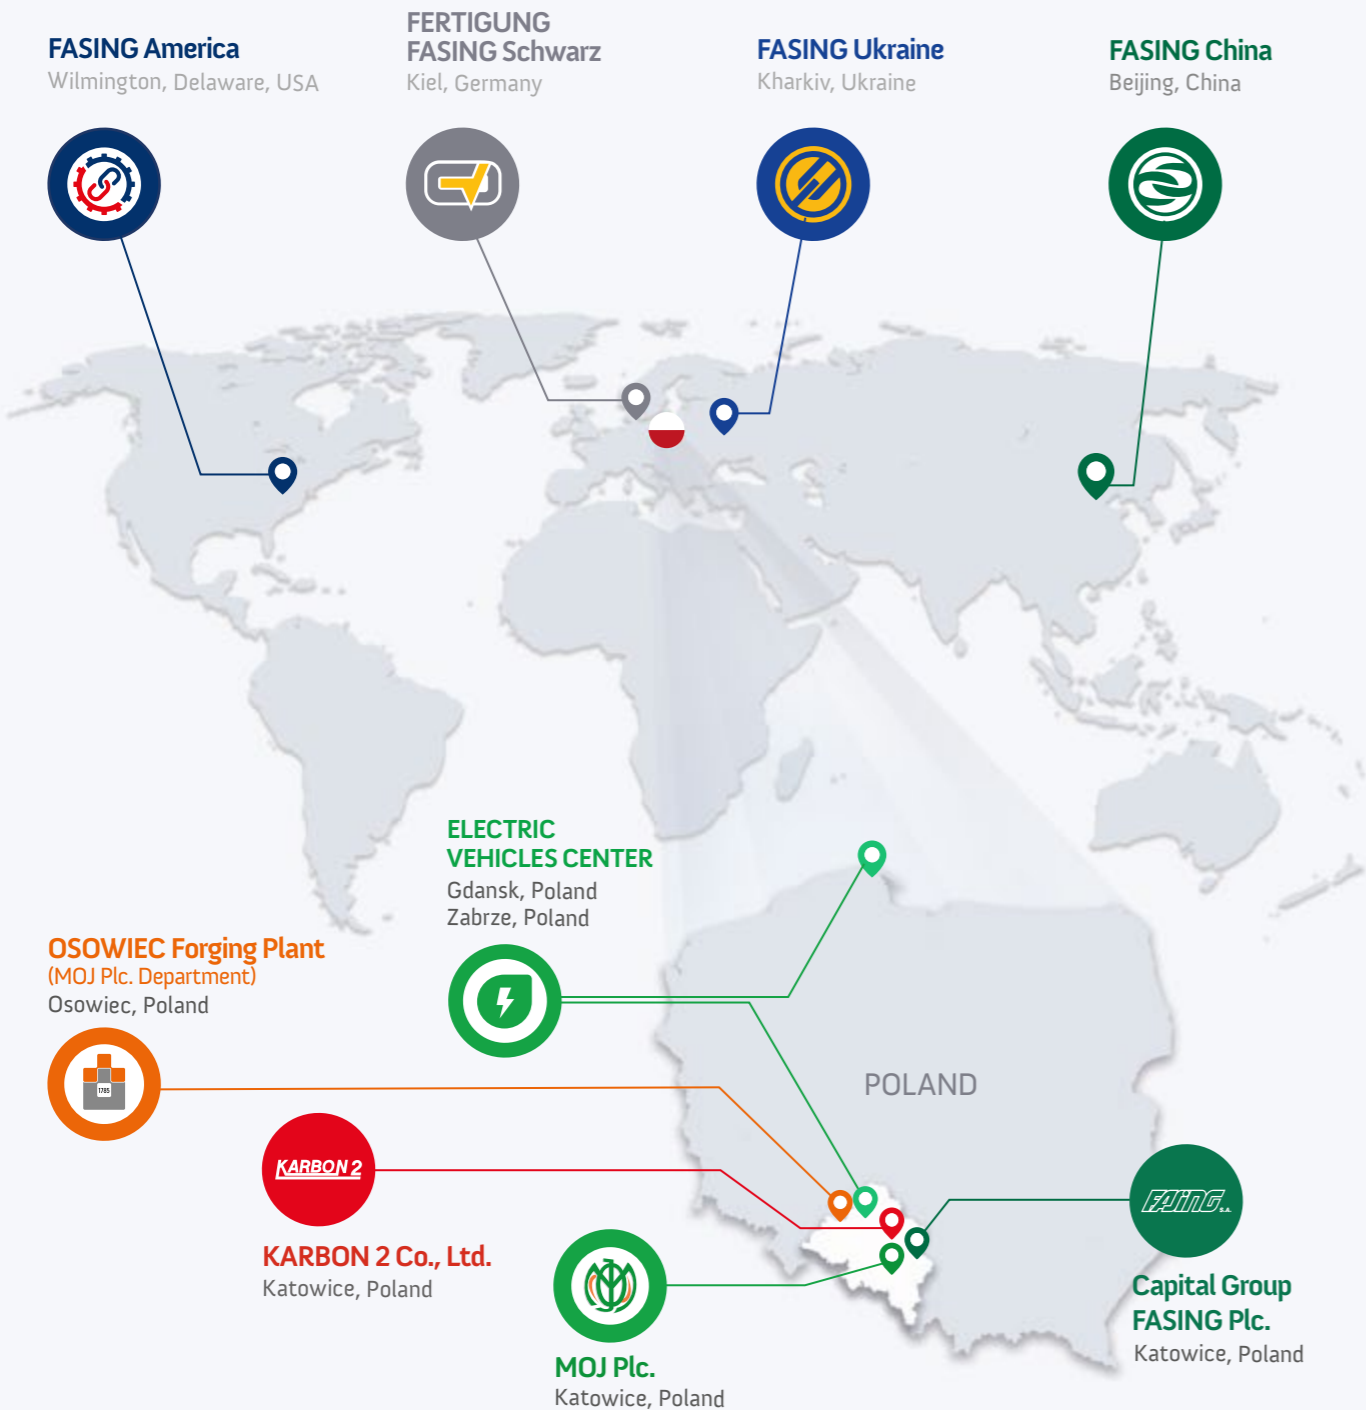 FASING America
Wilmington, Delaware, USA
FERTIGUNG
FASING Schwarz
Kiel, Germany
FASING Ukraine
Kharkiv, Ukraine
FASING China
Beijing, China
ELECTRIC
VEHICLES CENTER
Gdansk, Poland
Zabrze, Poland
OSOWIEC Forging Plant
(MOJ Plc. Department)
Osowiec, Poland
1785
POLAND
KARBON 2
KARBON 2 Co., Ltd.
Katowice, Poland
FASING S.A.
Capital Group
FASING Plc.
Katowice, Poland
MOJ Plc.
Katowice, Poland